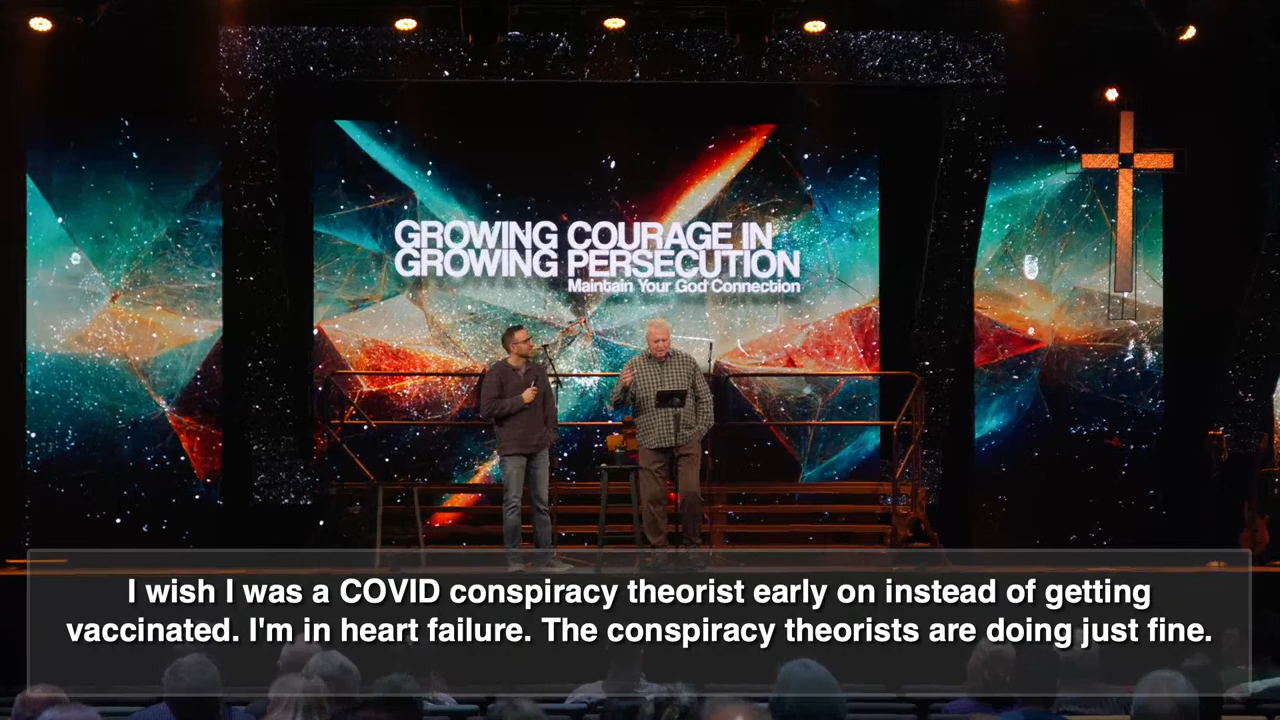 GROWING COURAGE IN
GROWING PERSECUTION
Maintain Your God Connection
I wish I was a COVID conspiracy theorist early on instead of getting
vaccinated. I'm in heart failure. The conspiracy theorists are doing just fine.